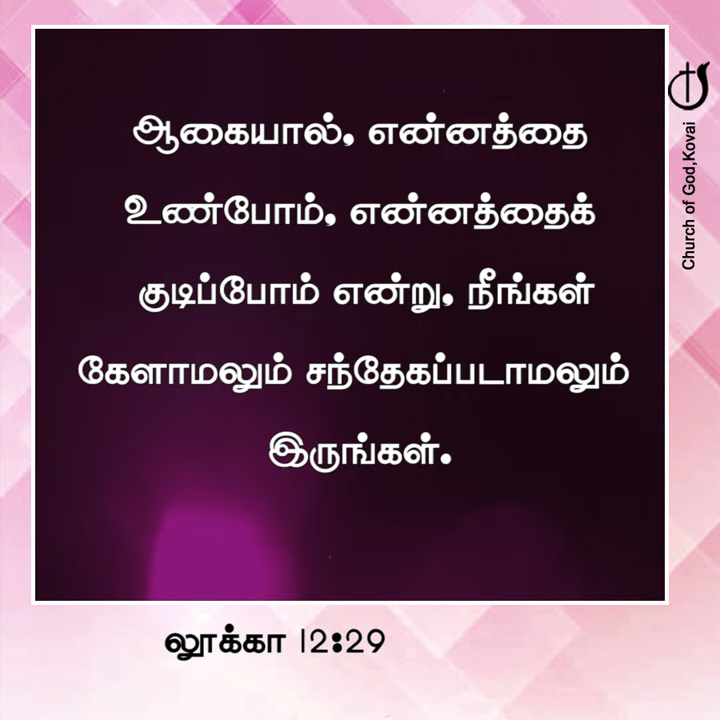 ஆகையால், என்னத்தை
உண்போம், என்னத்தைக்
குடிப்போம் என்று, நீங்கள்
கேளாமலும் சந்தேகப்படாமலும்
இருங்கள்.
லூக்கா 12:29
Church of God,Kovai